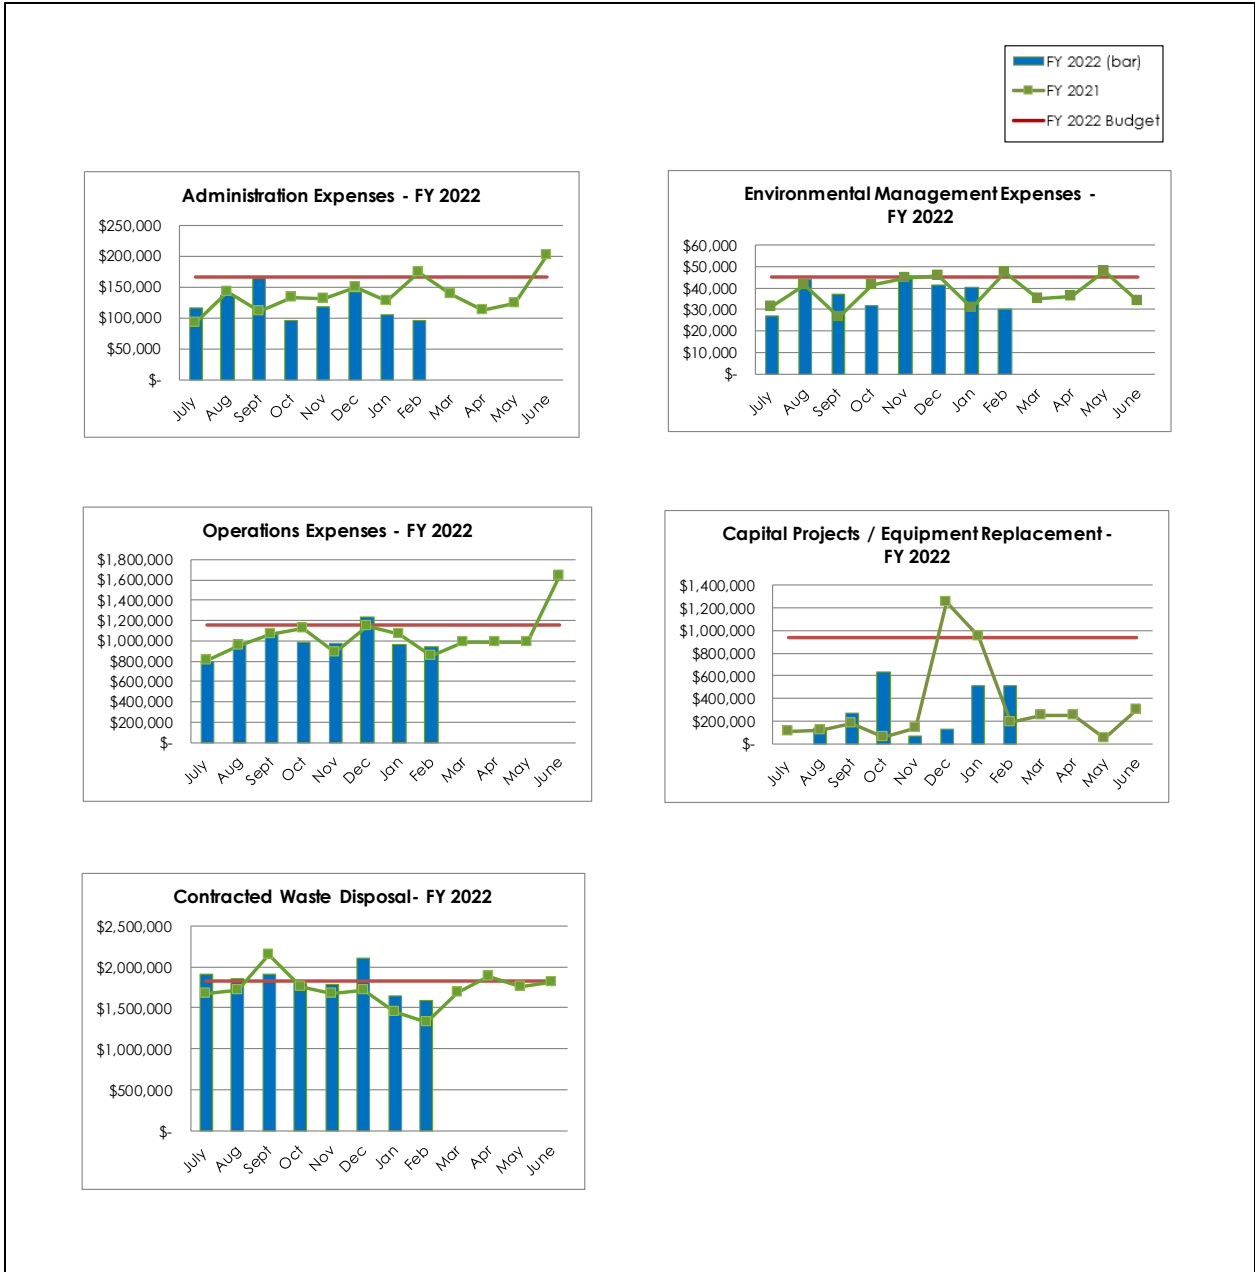 FY 2022 (bar)
FY 2021
FY 2022 Budget
Administration Expenses - FY 2022
$250,000
$200,000
$150,000
$100,000
$50,000
$-
July Aug Sept Oct Nov Dec Jan Feb Mar Apr May June
Environmental Management Expenses -
FY 2022
$60,000
$50,000
$40,000
$30,000
$20,000
$10,000
$-
July Aug Sept Oct Nov Dec Jan Feb Mar Apr May June
Operations Expenses - FY 2022
$1,800,000
$1,600,000
$1,400,000
$1,200,000
$1,000,000
$800,000
$600,000
$400,000
$200,000
$-
July Aug Sept Oct Nov Dec Jan Feb Mar Apr May June
Capital Projects / Equipment Replacement -
FY 2022
$1,400,000
$1,200,000
$1,000,000
$800,000
$600,000
$400,000
$200,000
$-
July Aug Sept Oct Nov Dec Jan Feb Mar Apr May June
Contracted Waste Disposal- FY 2022
$2,500,000
$2,000,000
$1,500,000
$1,000,000
$500,000
$-
July Aug Sept Oct Nov Dec Jan Feb Mar Apr May June